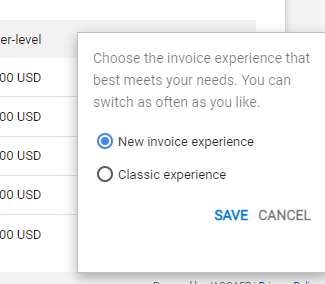 er-level
Choose the invoice experience that
best meets your needs. You can
switch as often as you like.
00 USD
00 USD
New invoice experience
00 USD
Classic experience
00 USD
SAVE CANCEL
00 USD